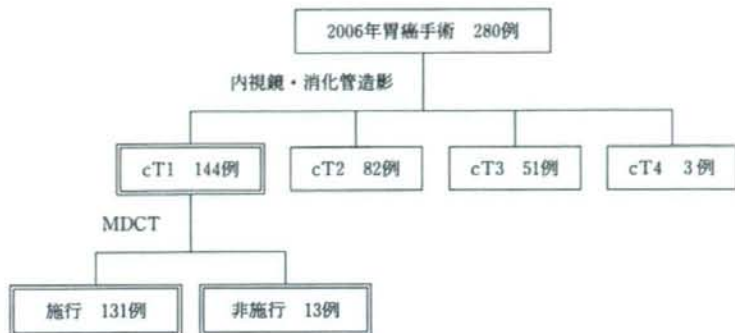 2006年胃癌手術 280例
内視鏡・消化管造影
cT1 144例 cT2 82例 cT3 51例 cT4 3例
MDCT
施行 131例 非施行 13例